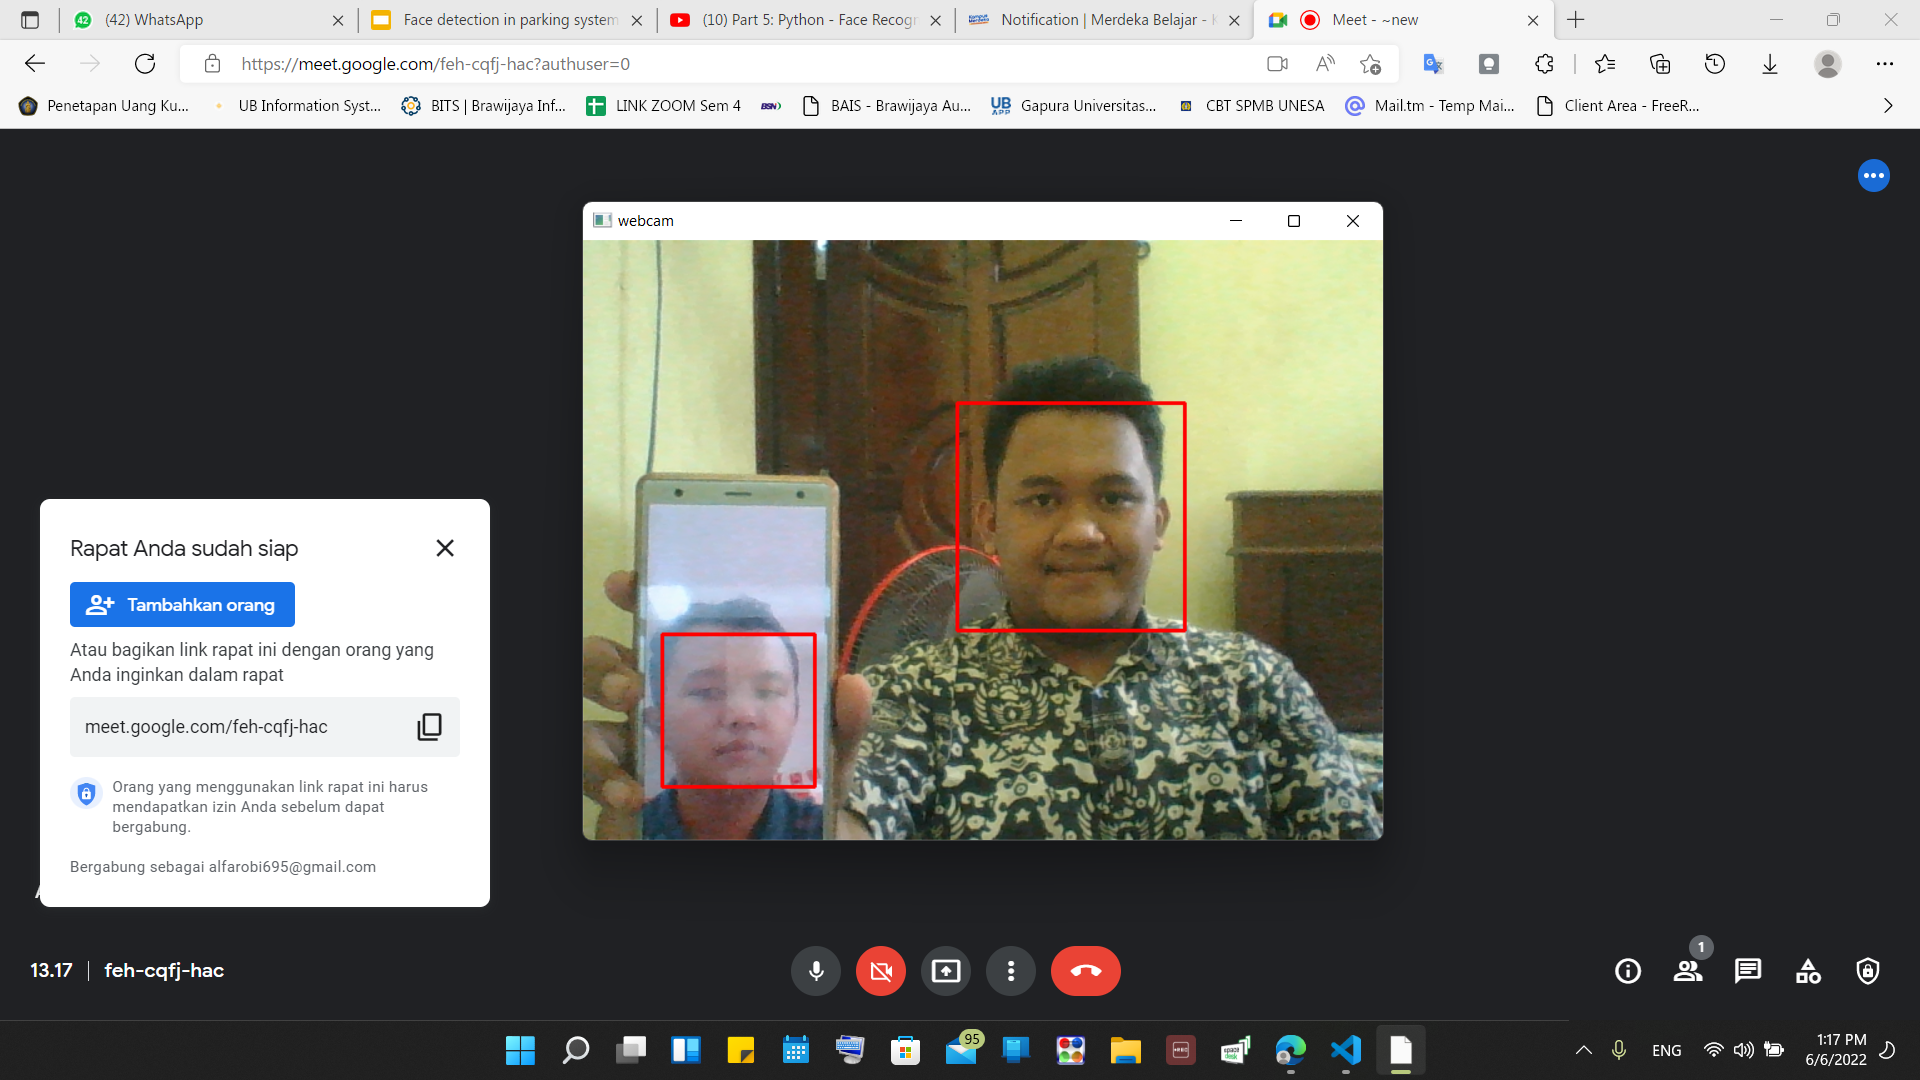 (42) WhatsApp
Face detection in parking system
(10) Part 5: Python - Face Recogn
Notification | Merdeka Belajar - K
Meet - ~new
https://meet.google.com/feh-cqfj-hac?authuser=0
Penetapan Uang Ku...
UB Information Syst...
BITS | Brawijaya Inf...
LINK ZOOM Sem 4
BSN
BAIS - Brawijaya Au...
UB APP
Gapura Universitas...
CBT SPMB UNESA
Mail.tm - Temp Mai...
Client Area - FreeR...
webcam
Rapat Anda sudah siap
Tambahkan orang
Atau bagikan link rapat ini dengan orang yang
Anda inginkan dalam rapat
meet.google.com/feh-cqfj-hac
Orang yang menggunakan link rapat ini harus
mendapatkan izin Anda sebelum dapat
bergabung.
Bergabung sebagai alfarobi695@gmail.com
13.17 | feh-cqfj-hac
1
95
space desk
ENG
1:17 PM
6/6/2022